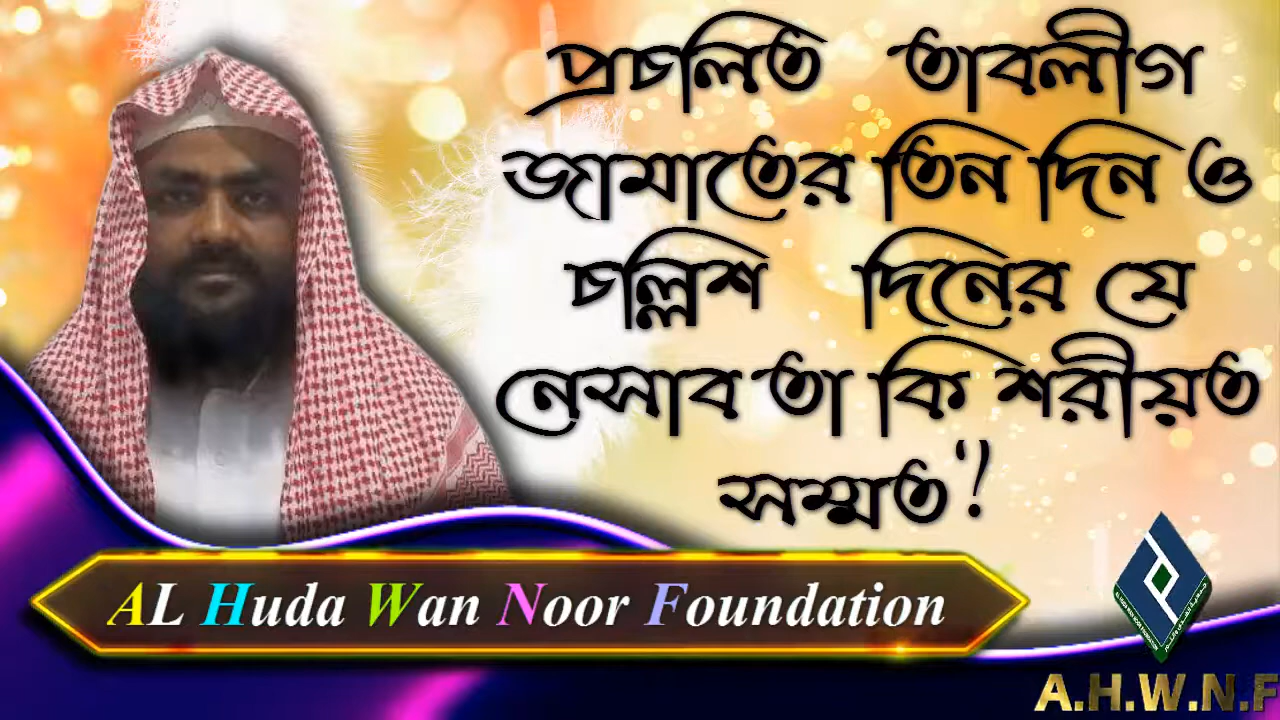 প্রচলিত তাবলীগ
জামাতের তিন দিন ও
চল্লিশ দিনের যে
নেসাব তা কি শরীয়ত
সম্মত?
AL Huda Wan Noor Foundation
A.H.W.N.F